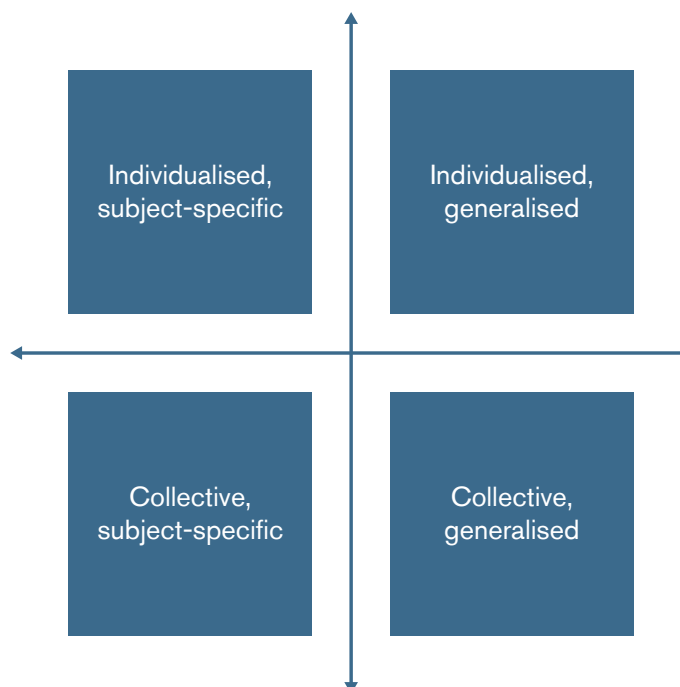 Individualised,
subject-specific
Individualised,
generalised
Collective,
subject-specific
Collective,
generalised